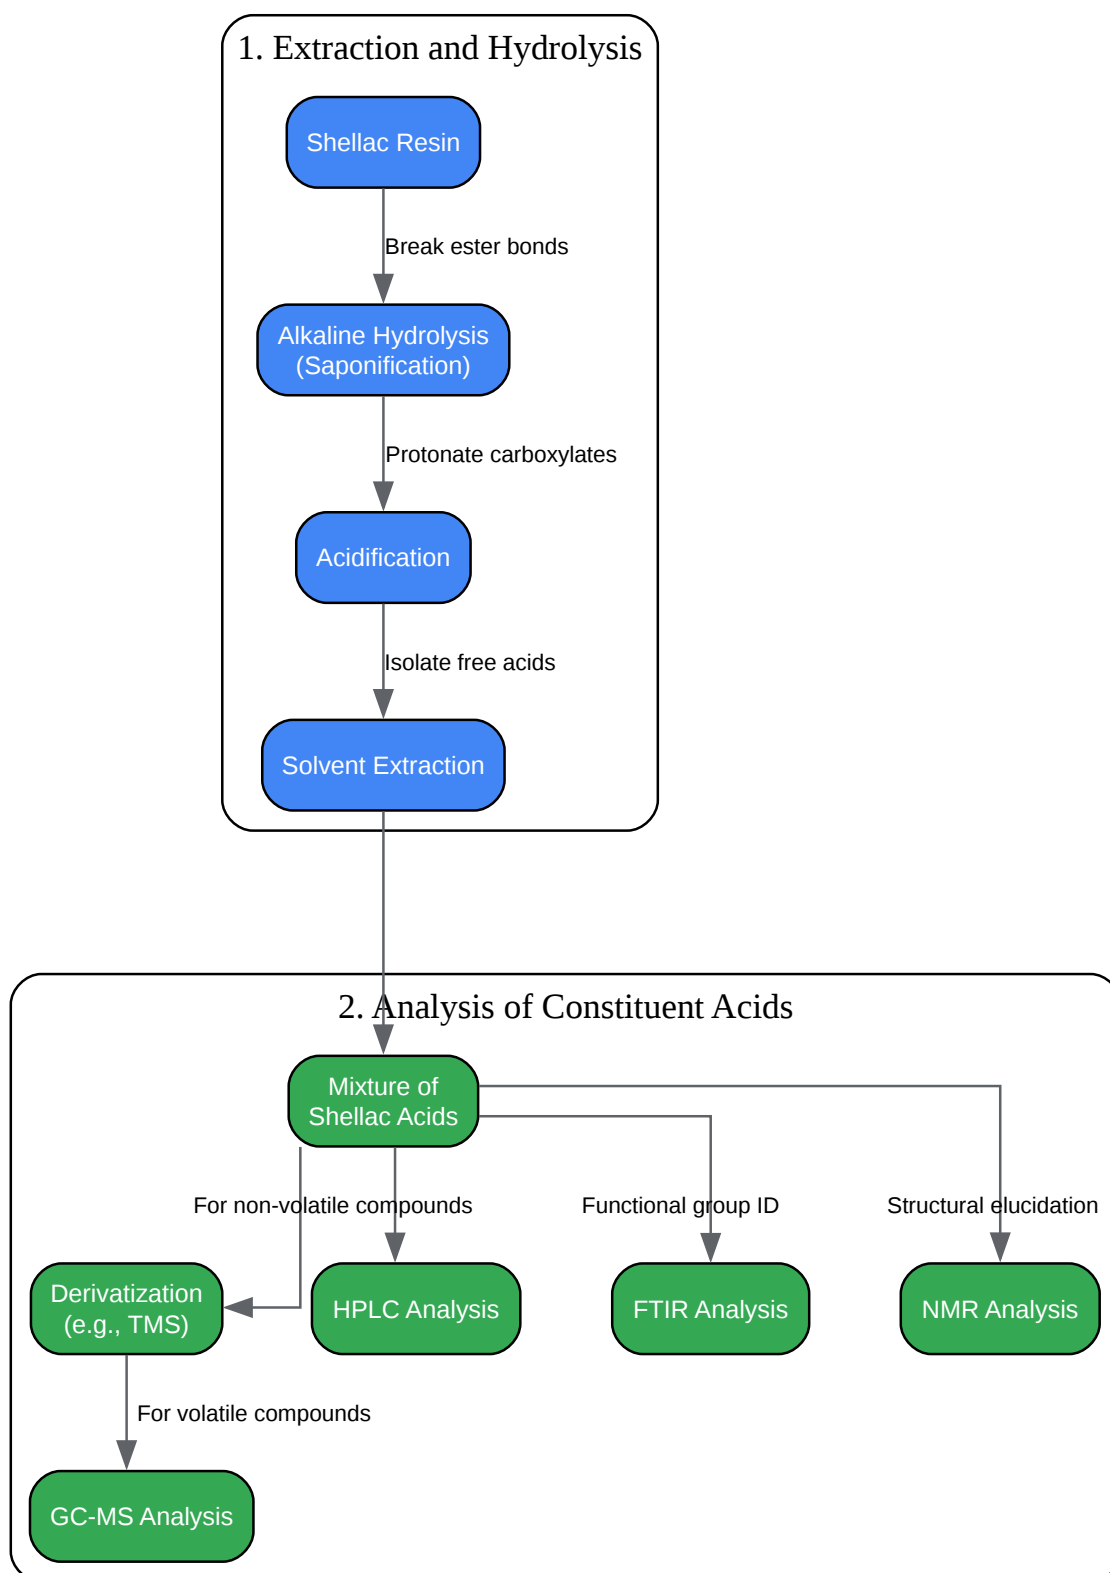 1. Extraction and Hydrolysis
Shellac Resin
Break ester bonds
Alkaline Hydrolysis
(Saponification)
Protonate carboxylates
Acidification
Isolate free acids
Solvent Extraction
2. Analysis of Constituent Acids
Mixture of
Shellac Acids
For non-volatile compounds
Functional group ID
Structural elucidation
Derivatization
(e.g., TMS)
HPLC Analysis
FTIR Analysis
NMR Analysis
For volatile compounds
GC-MS Analysis